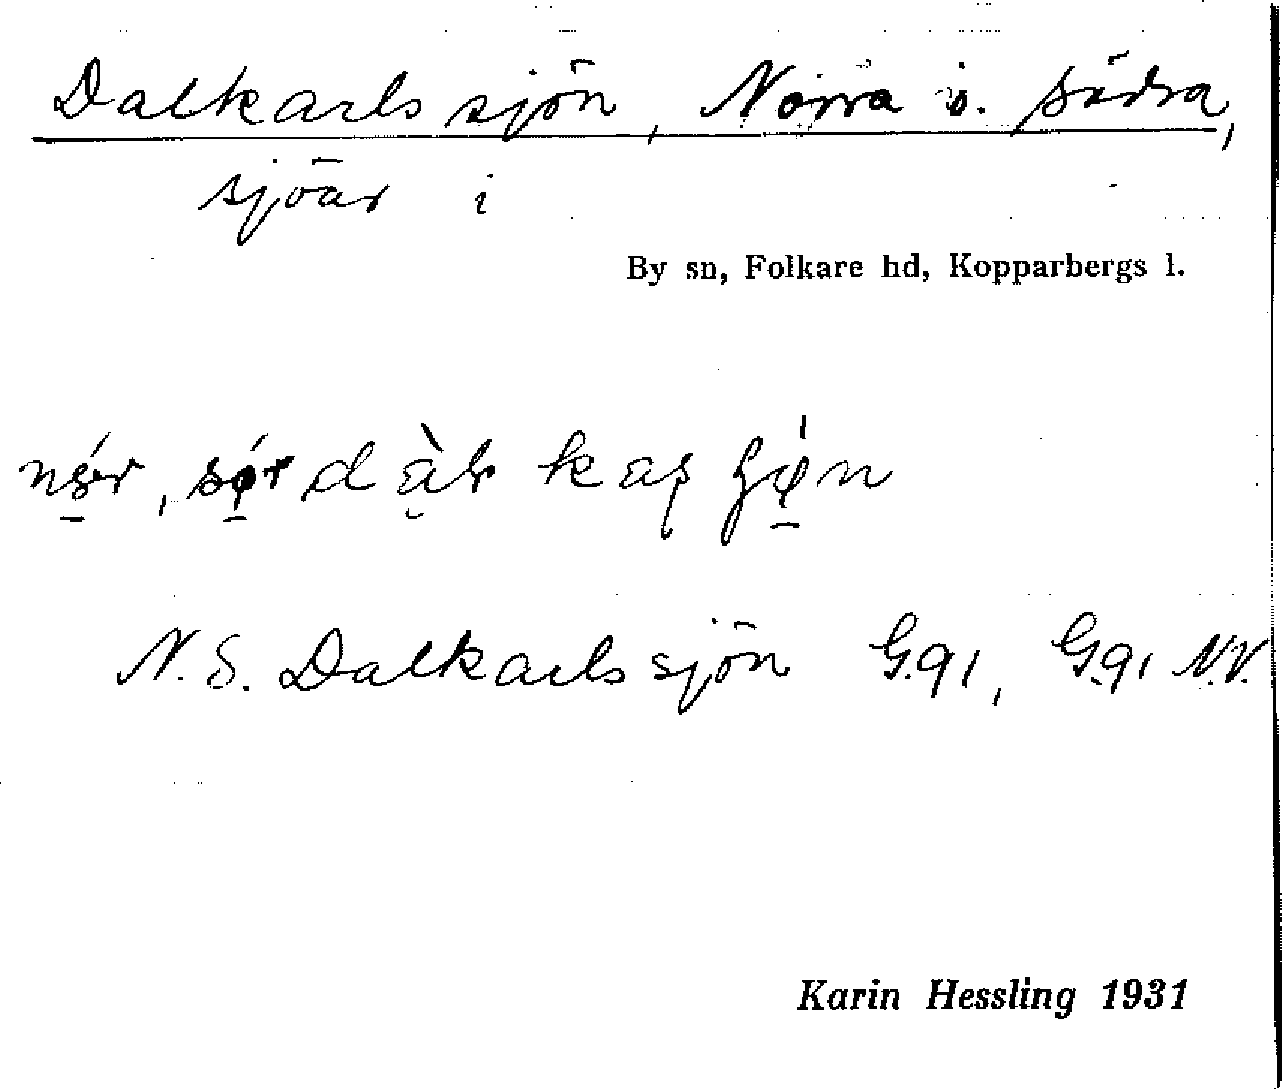 Dalkarlssjön, Norra o. Södra,
sjöar i
By sn, Folkare hd, Kopparbergs l.
N. S. Dalkarlssjön G.91, G.91 N.V.
Karin Hessling 1931